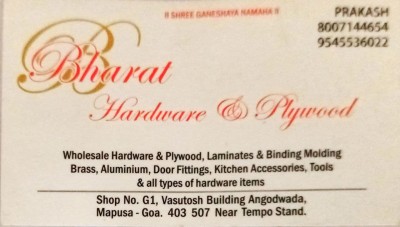 ‖ SHREE GANESHAYA NAMAHA ‖
PRAKASH
8007144654
9545536022
B
Bharat
Hardware & Plywood
Wholesale Hardware & Plywood, Laminates & Binding Molding
Brass, Aluminium, Door Fittings, Kitchen Accessories, Tools
& all types of hardware items
Shop No. G1, Vasutosh Building Angodwada,
Mapusa - Goa. 403 507 Near Tempo Stand.